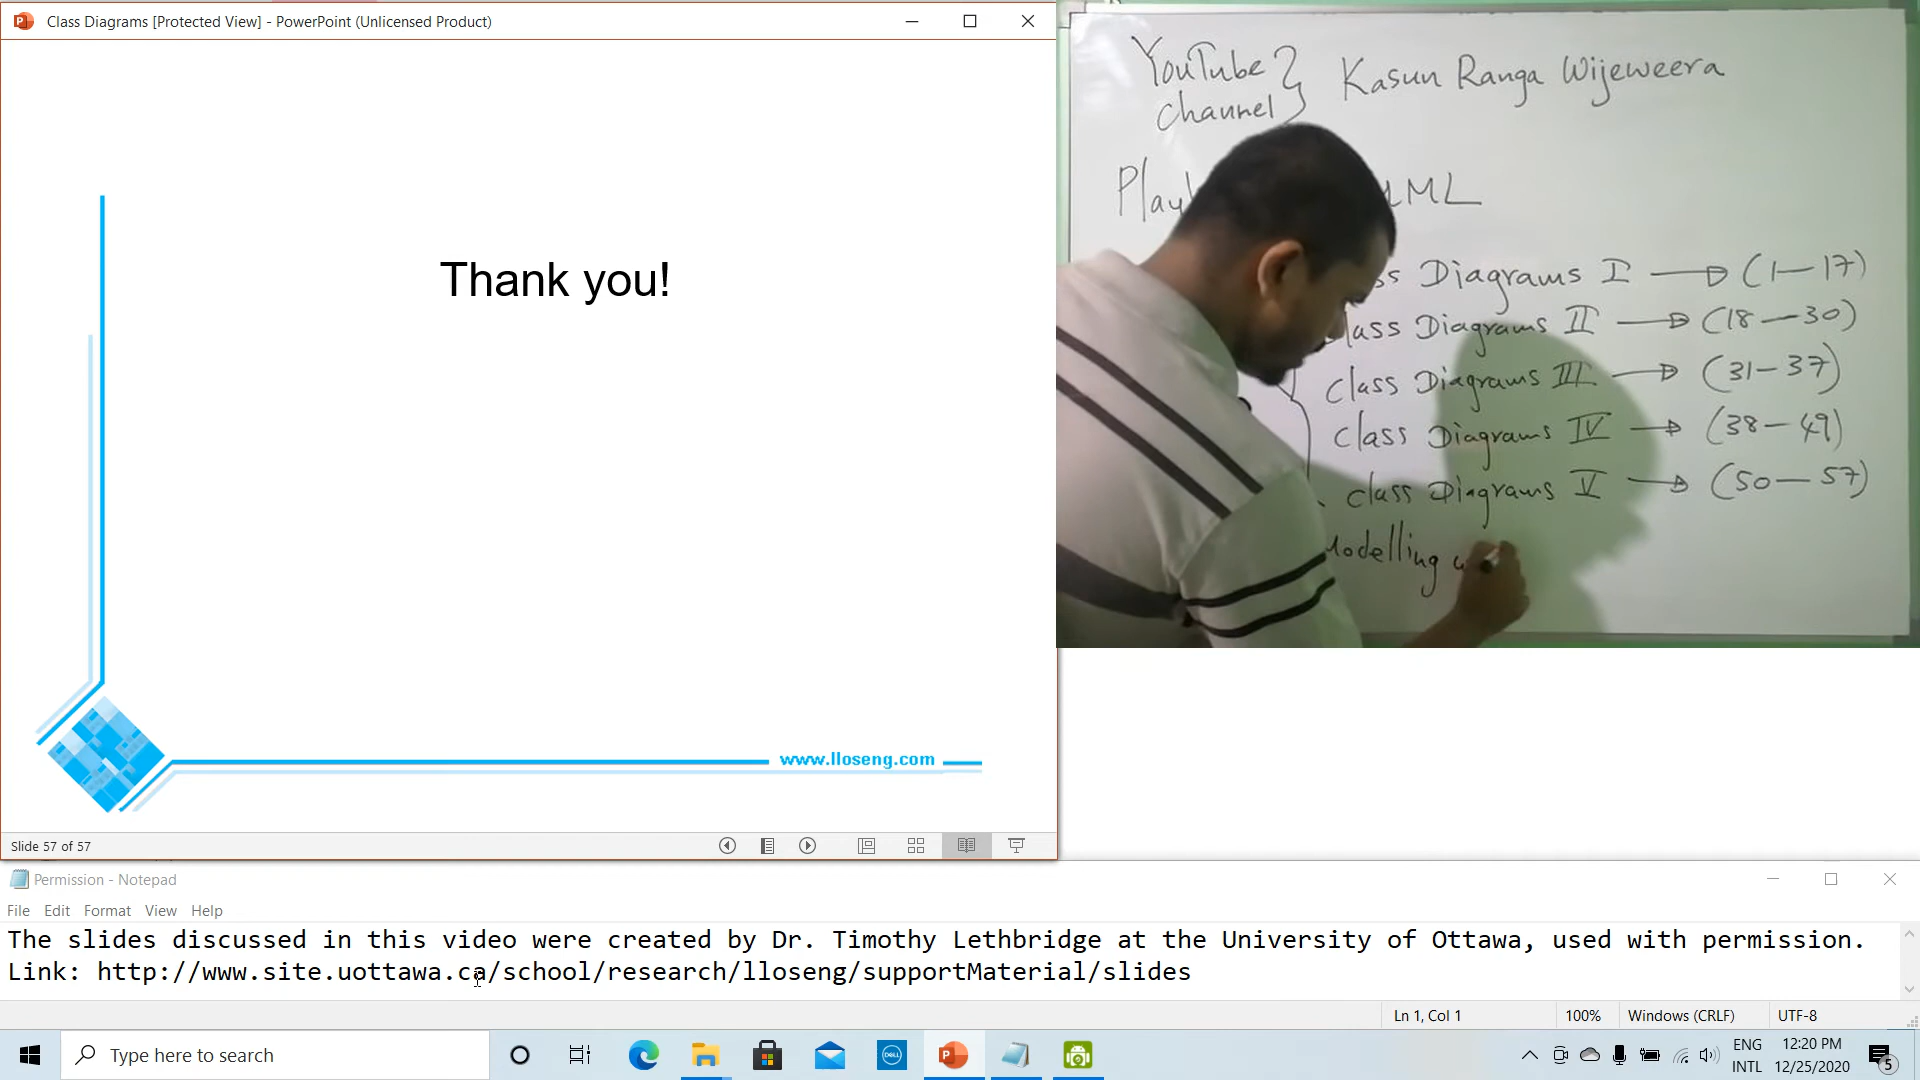 Class Diagrams [Protected View] - PowerPoint (Unlicensed Product)
Thank you!
www.lloseng.com
Slide 57 of 57
YouTube
Channel
Kasun Ranga Wijeweera
UML
Diagrams I (1-17)
Class Diagrams II (18-30)
Class Diagrams III (31-37)
Class Diagrams IV (38-49)
Class Diagrams V (50-57)
Modelling
Permission - Notepad
File Edit Format View Help
The slides discussed in this video were created by Dr. Timothy Lethbridge at the University of Ottawa, used with permission.
Link: http://www.site.uottawa.ca/school/research/lloseng/supportMaterial/slides
Ln 1, Col 1 100% Windows (CRLF) UTF-8
Type here to search
DELL
ENG 12:20 PM
INTL 12/25/2020
5